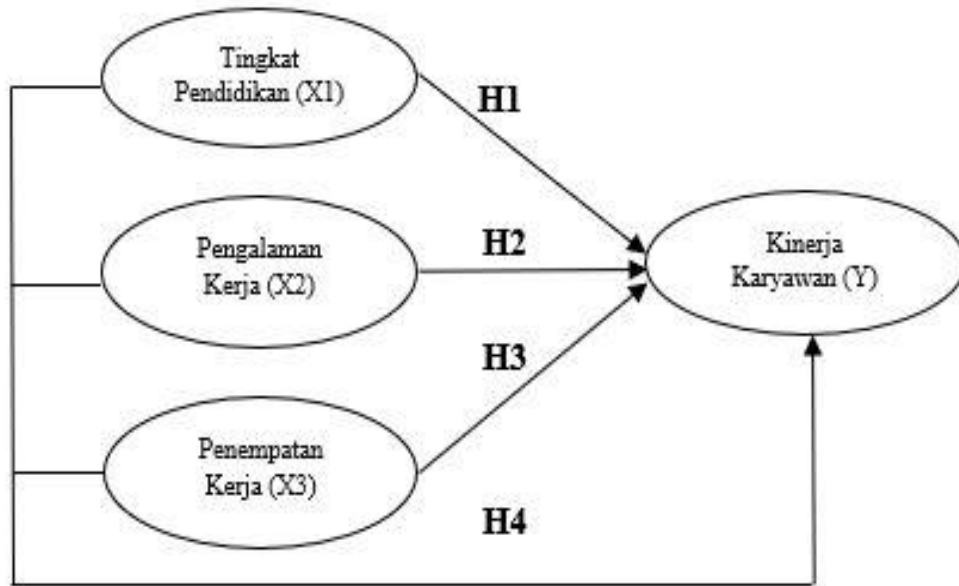 Tingkat
Pendidikan (X1)
H1
Pengalaman
Kerja (X2)
H2
Kinerja
Karyawan (Y)
H3
Penempatan
Kerja (X3)
H4